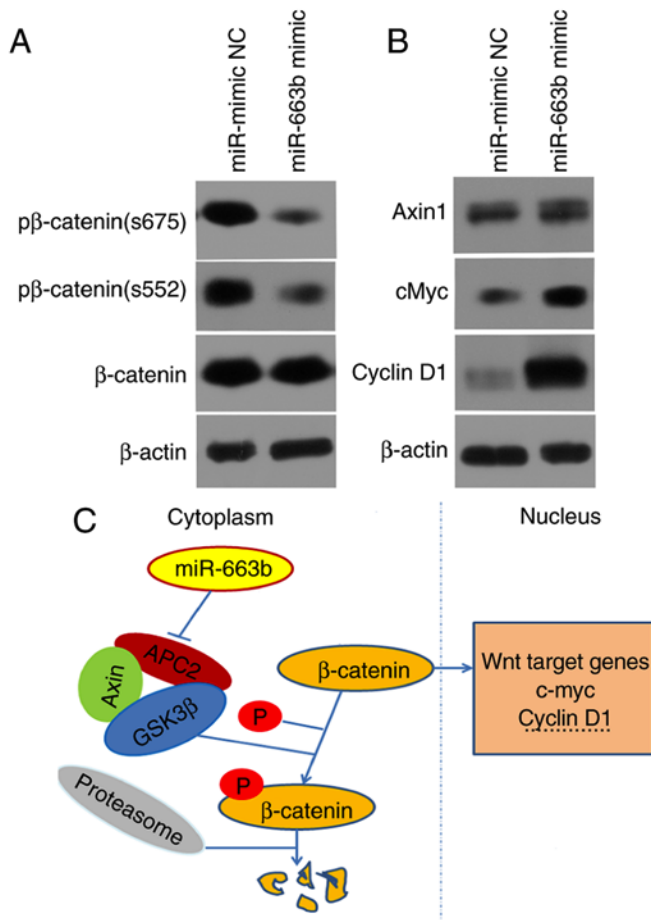 A
miR-mimic NC
miR-663b mimic
pβ-catenin(s675)
pβ-catenin(s552)
β-catenin
β-actin
B
miR-mimic NC
miR-663b mimic
Axin1
cMyc
Cyclin D1
β-actin
C
Cytoplasm
Nucleus
miR-663b
APC2
Axin
GSK3β
P
β-catenin
Wnt target genes
c-myc
Cyclin D1
P
β-catenin
Proteasome